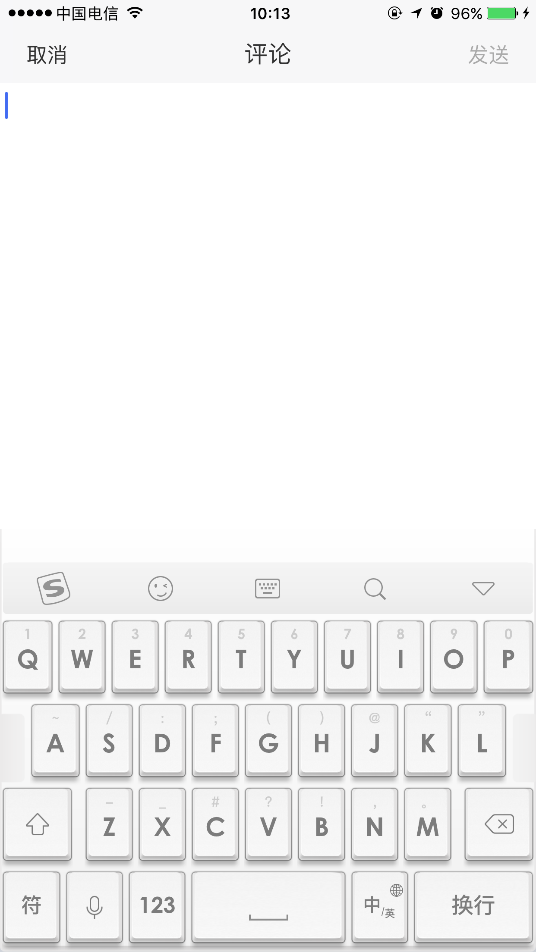 中国电信 10:13 96%
取消 评论 发送
S
1 2 3 4 5 6 7 8 9 0
Q W E R T Y U I O P
~ / : ; ( ) @ “ ”
A S D F G H J K L
– _ # ? ! , 。
Z X C V B N M
符 123 中/英 换行